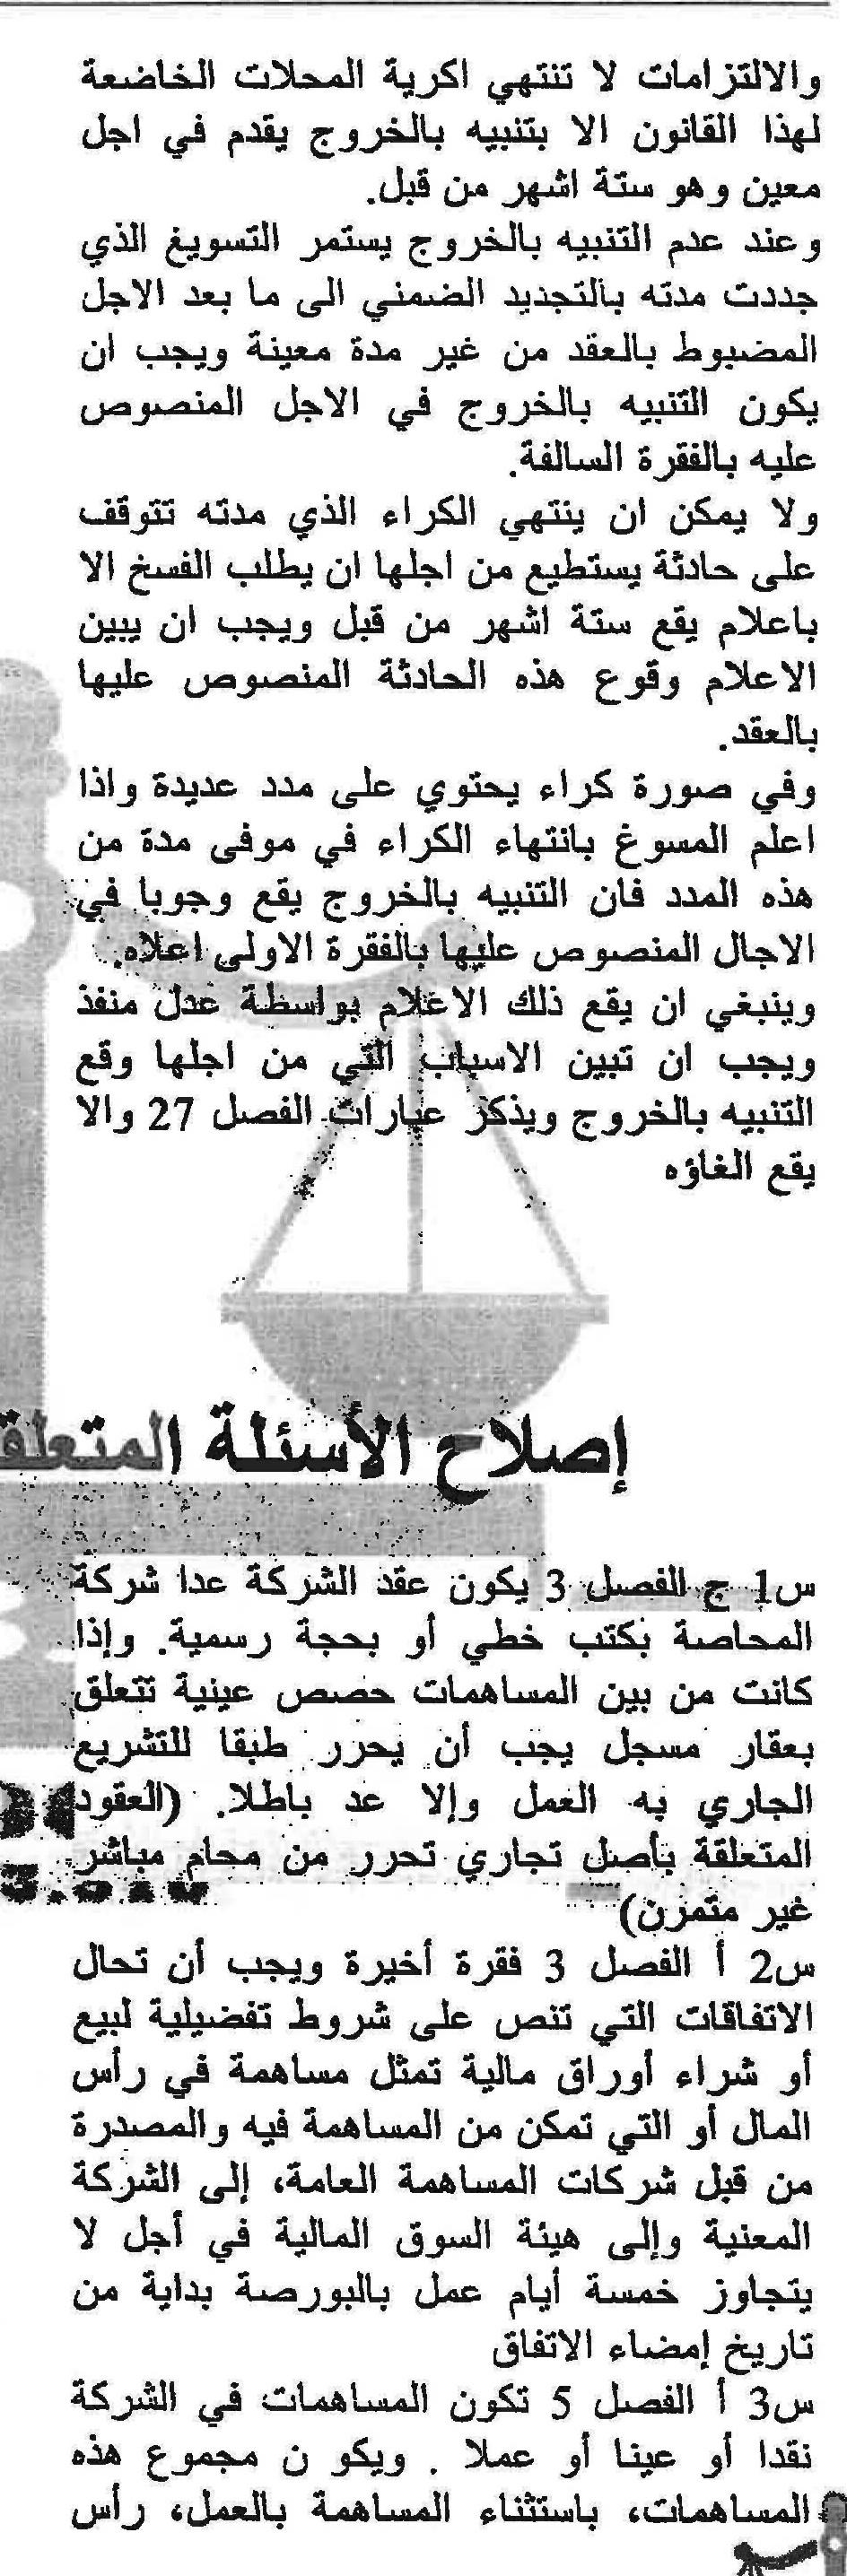 والالتزامات لا تنتهي اكرية المحلات الخاضعة
لهذا القانون الا بتنبيه بالخروج يقدم في اجل
معين وهو ستة اشهر من قبل.
وعند عدم التنبيه بالخروج يستمر التسويغ الذي
جددت مدته بالتجديد الضمني الى ما بعد الاجل
المضبوط بالعقد من غير مدة معينة ويجب ان
يكون التنبيه بالخروج في الاجل المنصوص
عليه بالفقرة السالفة.
ولا يمكن ان ينتهي الكراء الذي مدته تتوقف
على حادثة يستطيع من اجلها ان يطلب الفسخ الا
باعلام يقع ستة اشهر من قبل ويجب ان يبين
الاعلام وقوع هذه الحادثة المنصوص عليها
بالعقد.
وفي صورة كراء يحتوي على مدد عديدة واذا
اعلم المسوغ بانتهاء الكراء في موفى مدة من
هذه المدد فان التنبيه بالخروج يقع وجوبا في
الاجال المنصوص عليها بالفقرة الاولى اعلاه.
وينبغي ان يقع ذلك الاعلام بواسطة عدل منفذ
ويجب ان تبين الاسباب التي من اجلها وقع
التنبيه بالخروج ويذكر عبارات الفصل 27 والا
يقع الغاؤه
إصلاح الأسئلة المتعلق
س1 ج الفصل 3 يكون عقد الشركة عدا شركة
المحاصة بكتب خطي أو بحجة رسمية. وإذا
كانت من بين المساهمات حصص عينية تتعلق
بعقار مسجل يجب أن يحرر طبقا للتشريع
الجاري به العمل وإلا عد باطلا. (العقود
المتعلقة بأصل تجاري تحرر من محام مباشر
غير متمرن)
س2 أ الفصل 3 فقرة أخيرة ويجب أن تحال
الاتفاقات التي تنص على شروط تفضيلية لبيع
أو شراء أوراق مالية تمثل مساهمة في رأس
المال أو التي تمكن من المساهمة فيه والمصدرة
من قبل شركات المساهمة العامة، إلى الشركة
المعنية وإلى هيئة السوق المالية في أجل لا
يتجاوز خمسة أيام عمل بالبورصة بداية من
تاريخ إمضاء الاتفاق
س3 أ الفصل 5 تكون المساهمات في الشركة
نقدا أو عينا أو عملا . ويكو ن مجموع هذه
المساهمات، باستثناء المساهمة بالعمل، رأس